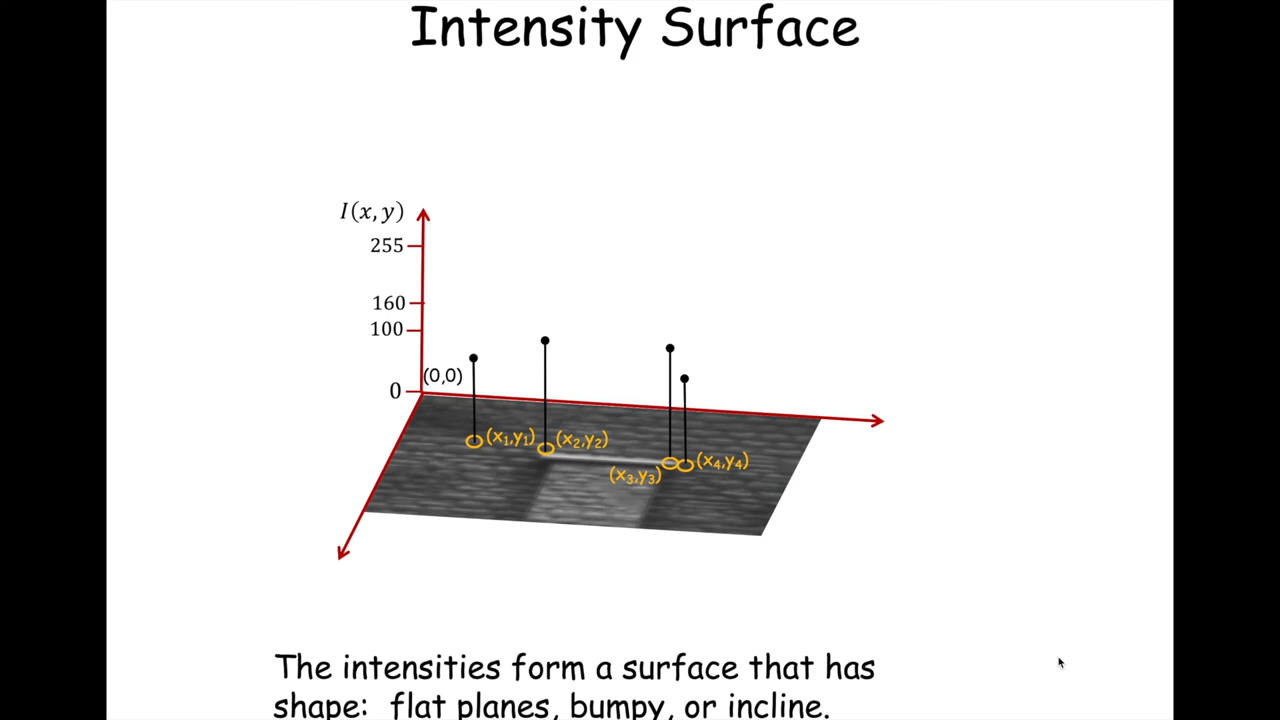 Intensity Surface
I(x,y)
255
160
100
(0,0)
0
(x₁,y₁)
(x₂,y₂)
(x₃,y₃)
(x₄,y₄)
The intensities form a surface that has
shape: flat planes, bumpy, or incline.